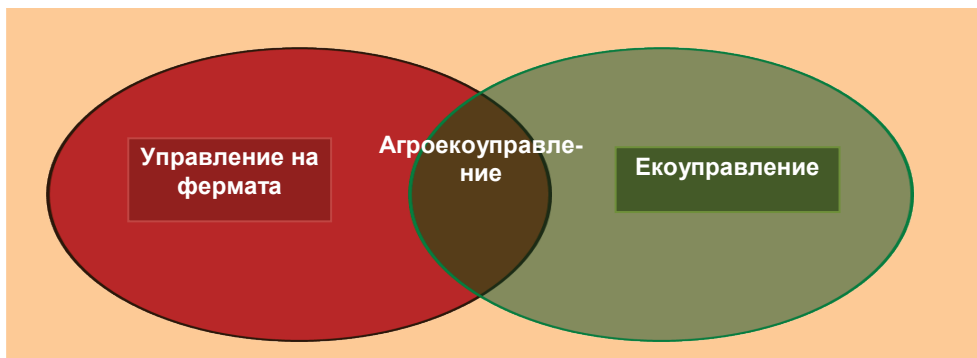 Управление на
фермата
Агроекоуправле-
ние
Екоуправление